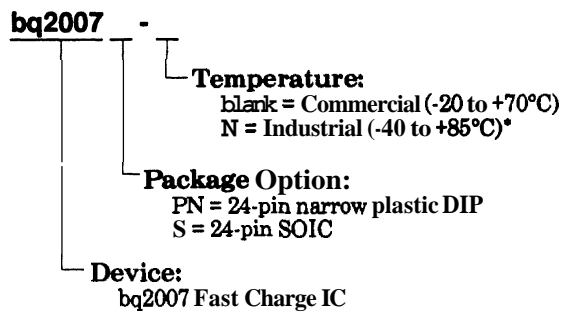 bq2007 _ - _
Temperature:
blank = Commercial (-20 to +70°C)
N = Industrial (-40 to +85°C)*
Package Option:
PN = 24-pin narrow plastic DIP
S = 24-pin SOIC
Device:
bq2007 Fast Charge IC